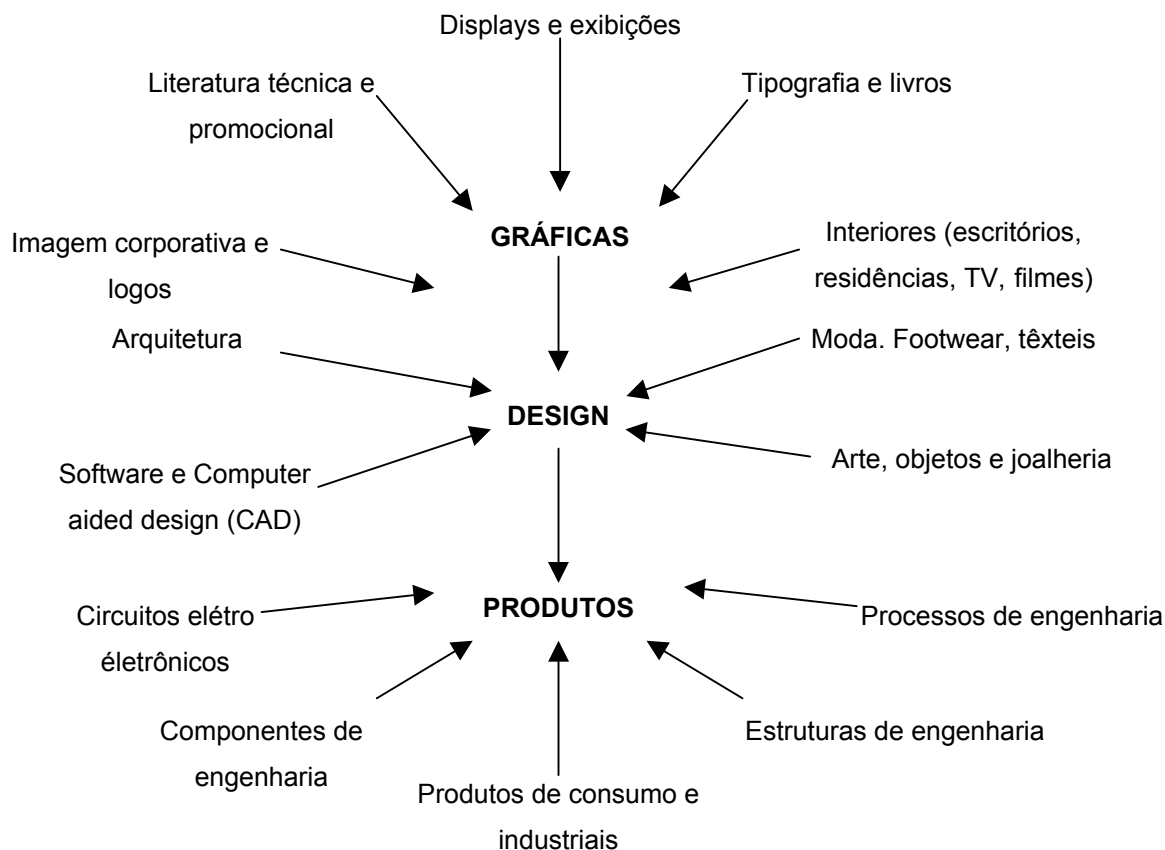 Displays e exibições
Literatura técnica e
promocional
Tipografia e livros
GRÁFICAS
Imagem corporativa e
logos
Interiores (escritórios,
residências, TV, filmes)
Arquitetura
Moda. Footwear, têxteis
DESIGN
Software e Computer
aided design (CAD)
Arte, objetos e joalheria
PRODUTOS
Circuitos elétro
életrônicos
Processos de engenharia
Componentes de
engenharia
Estruturas de engenharia
Produtos de consumo e
industriais